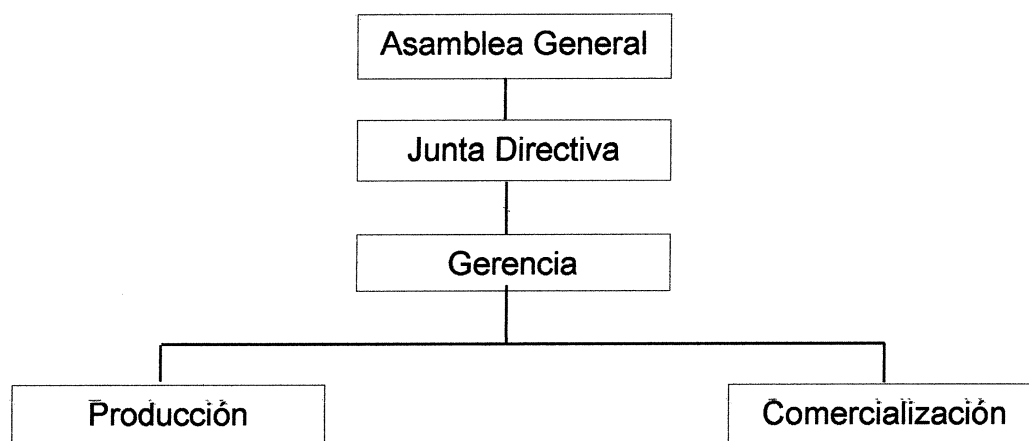 Asamblea General
Junta Directiva
Gerencia
Producción
Comercialización